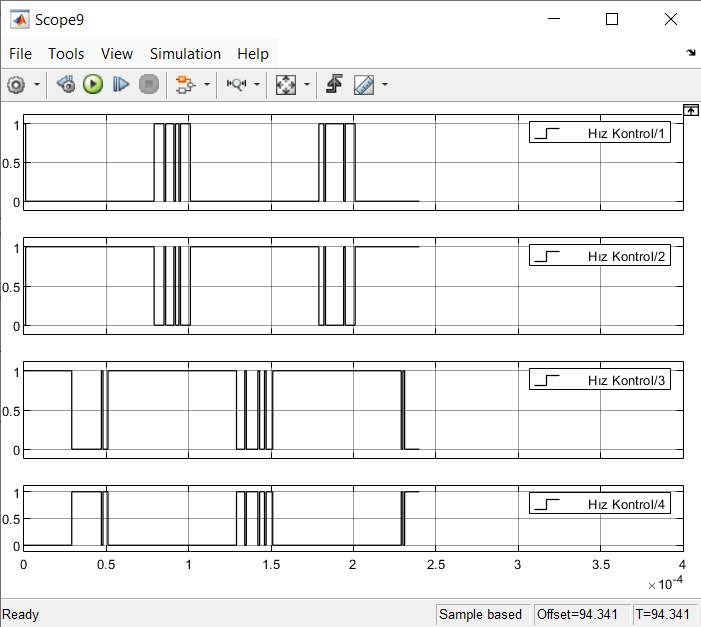 Scope9
File Tools View Simulation Help
1
0.5
0
Hız Kontrol/1
1
0.5
0
Hız Kontrol/2
1
0.5
0
Hız Kontrol/3
1
0.5
0
Hız Kontrol/4
0 0.5 1 1.5 2 2.5 3 3.5 4
×10-4
Ready Sample based Offset=94.341 T=94.341